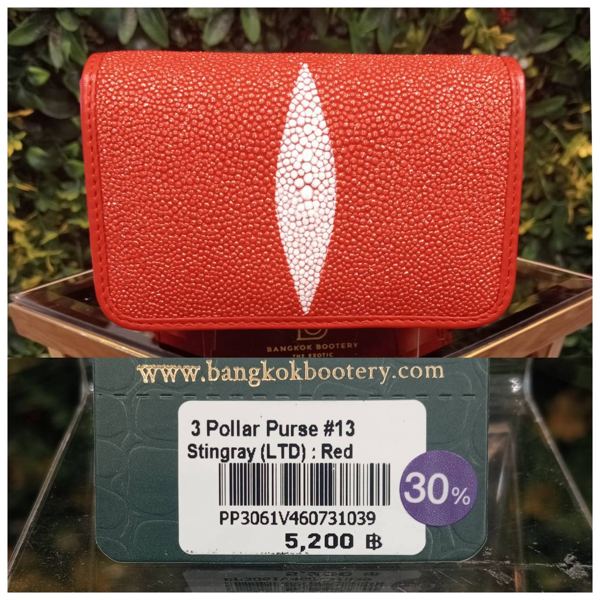 BANGKOK BOOTERY
THE EXOTIC
www.bangkokbootery.com
3 Pollar Purse #13
Stingray (LTD) : Red
30%
PP3061V460731039
5,200 ฿